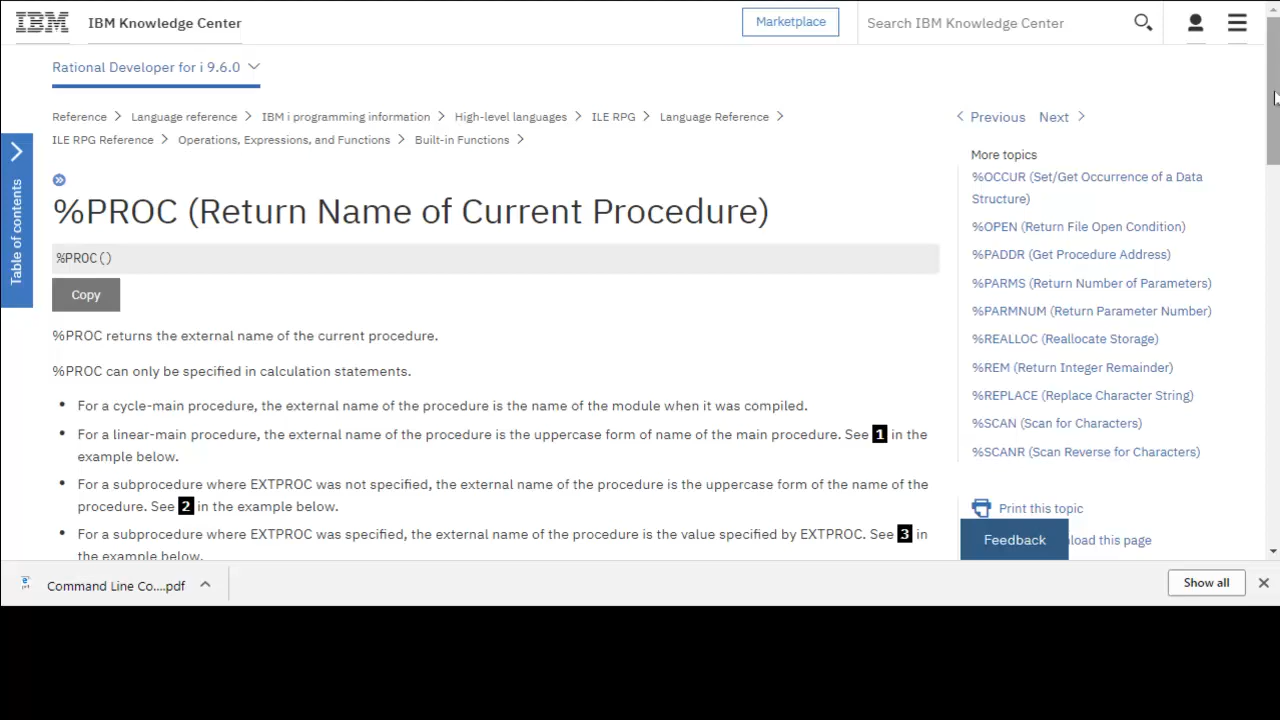 IBM IBM Knowledge Center Marketplace Search IBM Knowledge Center
Rational Developer for i 9.6.0
Reference > Language reference > IBM i programming information > High-level languages > ILE RPG > Language Reference >
ILE RPG Reference > Operations, Expressions, and Functions > Built-in Functions >
Previous Next
Table of contents
%PROC (Return Name of Current Procedure)
%PROC()
Copy
%PROC returns the external name of the current procedure.
%PROC can only be specified in calculation statements.
• For a cycle-main procedure, the external name of the procedure is the name of the module when it was compiled.
• For a linear-main procedure, the external name of the procedure is the uppercase form of name of the main procedure. See 1 in the
example below.
• For a subprocedure where EXTPROC was not specified, the external name of the procedure is the uppercase form of the name of the
procedure. See 2 in the example below.
• For a subprocedure where EXTPROC was specified, the external name of the procedure is the value specified by EXTPROC. See 3 in
the example below.
More topics
%OCCUR (Set/Get Occurrence of a Data
Structure)
%OPEN (Return File Open Condition)
%PADDR (Get Procedure Address)
%PARMS (Return Number of Parameters)
%PARMNUM (Return Parameter Number)
%REALLOC (Reallocate Storage)
%REM (Return Integer Remainder)
%REPLACE (Replace Character String)
%SCAN (Scan for Characters)
%SCANR (Scan Reverse for Characters)
Print this topic
Feedback load this page
Command Line Co....pdf Show all